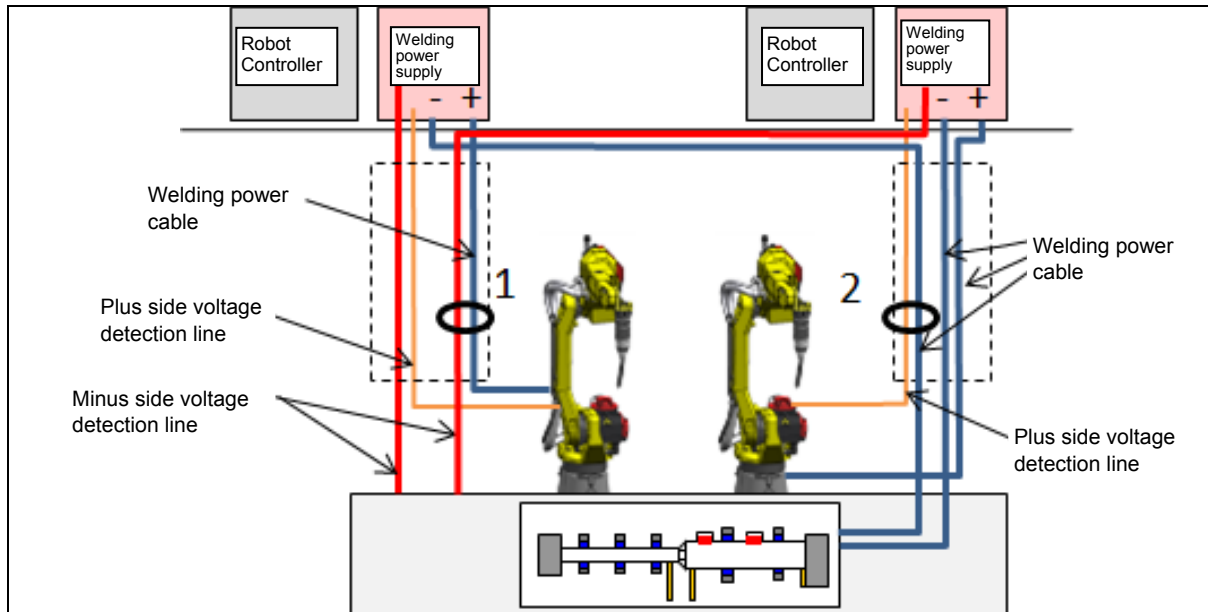 Robot
Controller
Welding
power
supply
- +
Robot
Controller
Welding
power
supply
- +
Welding power
cable
1
2
Welding power
cable
Plus side voltage
detection line
Minus side voltage
detection line
Plus side voltage
detection line